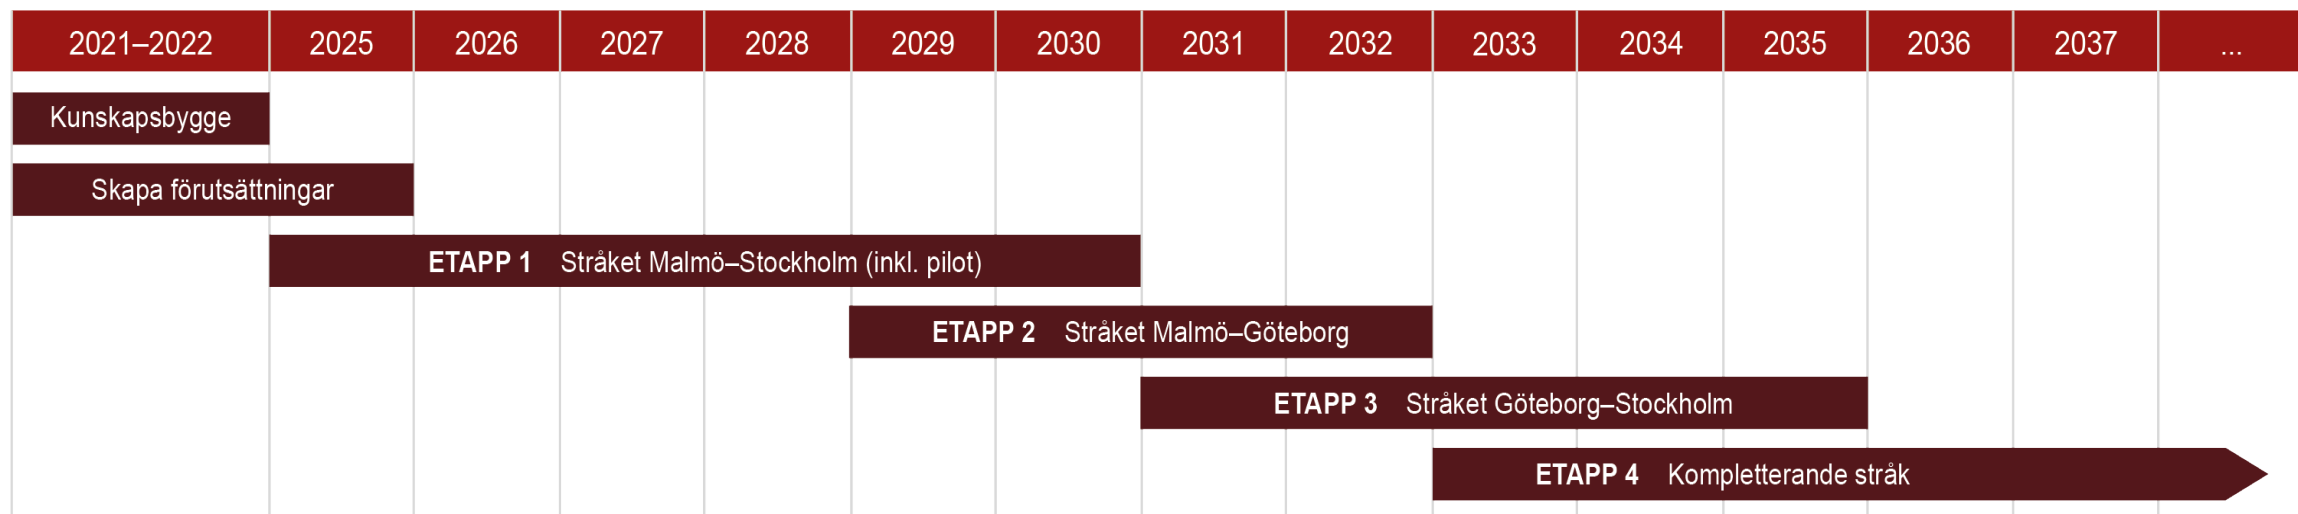 2021–2022 2025 2026 2027 2028 2029 2030 2031 2032 2033 2034 2035 2036 2037 ...
Kunskapsbygge
Skapa förutsättningar
ETAPP 1 Stråket Malmö–Stockholm (inkl. pilot)
ETAPP 2 Stråket Malmö–Göteborg
ETAPP 3 Stråket Göteborg–Stockholm
ETAPP 4 Kompletterande stråk